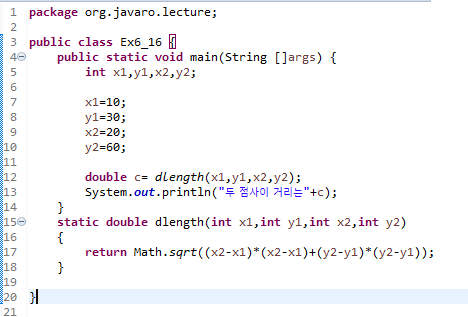 1 package org.javaro.lecture;
2
3 public class Ex6_16 {
4 public static void main(String []args) {
5 int x1,y1,x2,y2;
6
7 x1=10;
8 y1=30;
9 x2=20;
10 y2=60;
11
12 double c= dlength(x1,y1,x2,y2);
13 System.out.println("두 점사이 거리는"+c);
14 }
15 static double dlength(int x1,int y1,int x2,int y2)
16 {
17 return Math.sqrt((x2-x1)*(x2-x1)+(y2-y1)*(y2-y1));
18 }
19
20 }
21